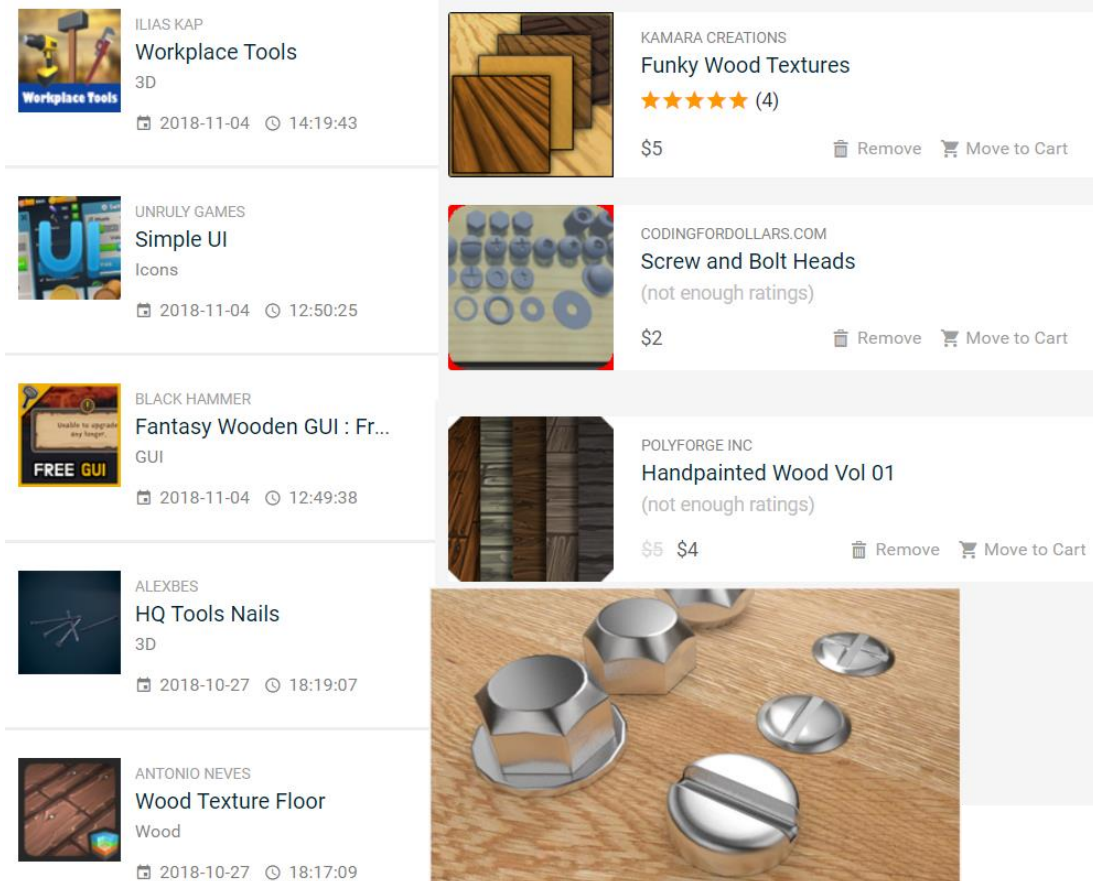 ILIAS KAP
Workplace Tools
3D
2018-11-04 14:19:43
Workplace Tools
UNRULY GAMES
Simple UI
Icons
2018-11-04 12:50:25
UI
BLACK HAMMER
Fantasy Wooden GUI : Fr...
GUI
2018-11-04 12:49:38
Unable to upgrade
any longer.
FREE GUI
ALEXBES
HQ Tools Nails
3D
2018-10-27 18:19:07
ANTONIO NEVES
Wood Texture Floor
Wood
2018-10-27 18:17:09
KAMARA CREATIONS
Funky Wood Textures
(4)
$5 Remove Move to Cart
CODINGFORDOLLARS.COM
Screw and Bolt Heads
(not enough ratings)
$2 Remove Move to Cart
POLYFORGE INC
Handpainted Wood Vol 01
(not enough ratings)
$5 $4 Remove Move to Cart